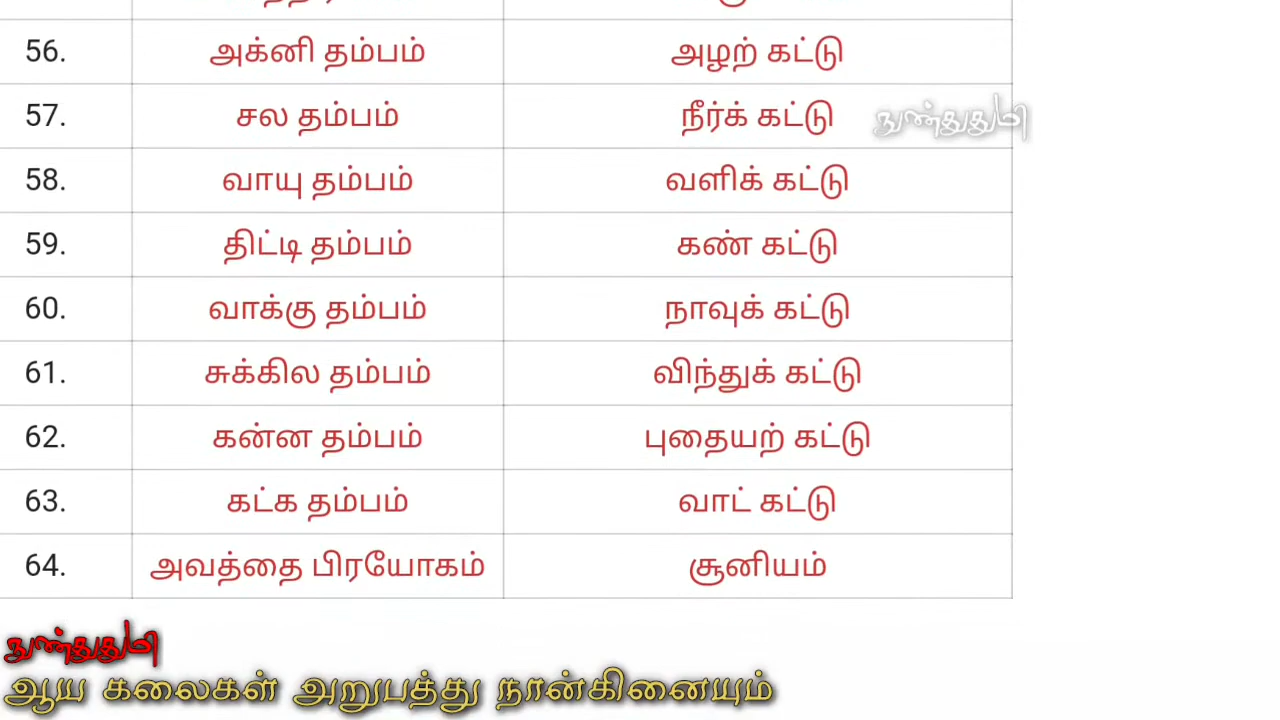 56. அக்னி தம்பம் அழற் கட்டு
57. சல தம்பம் நீர்க் கட்டு நுண்துதுமி
58. வாயு தம்பம் வளிக் கட்டு
59. திட்டி தம்பம் கண் கட்டு
60. வாக்கு தம்பம் நாவுக் கட்டு
61. சுக்கில தம்பம் விந்துக் கட்டு
62. கன்ன தம்பம் புதையற் கட்டு
63. கட்க தம்பம் வாட் கட்டு
64. அவத்தை பிரயோகம் சூனியம்
நுண்துதுமி
ஆய கலைகள் அறுபத்து நான்கினையும்